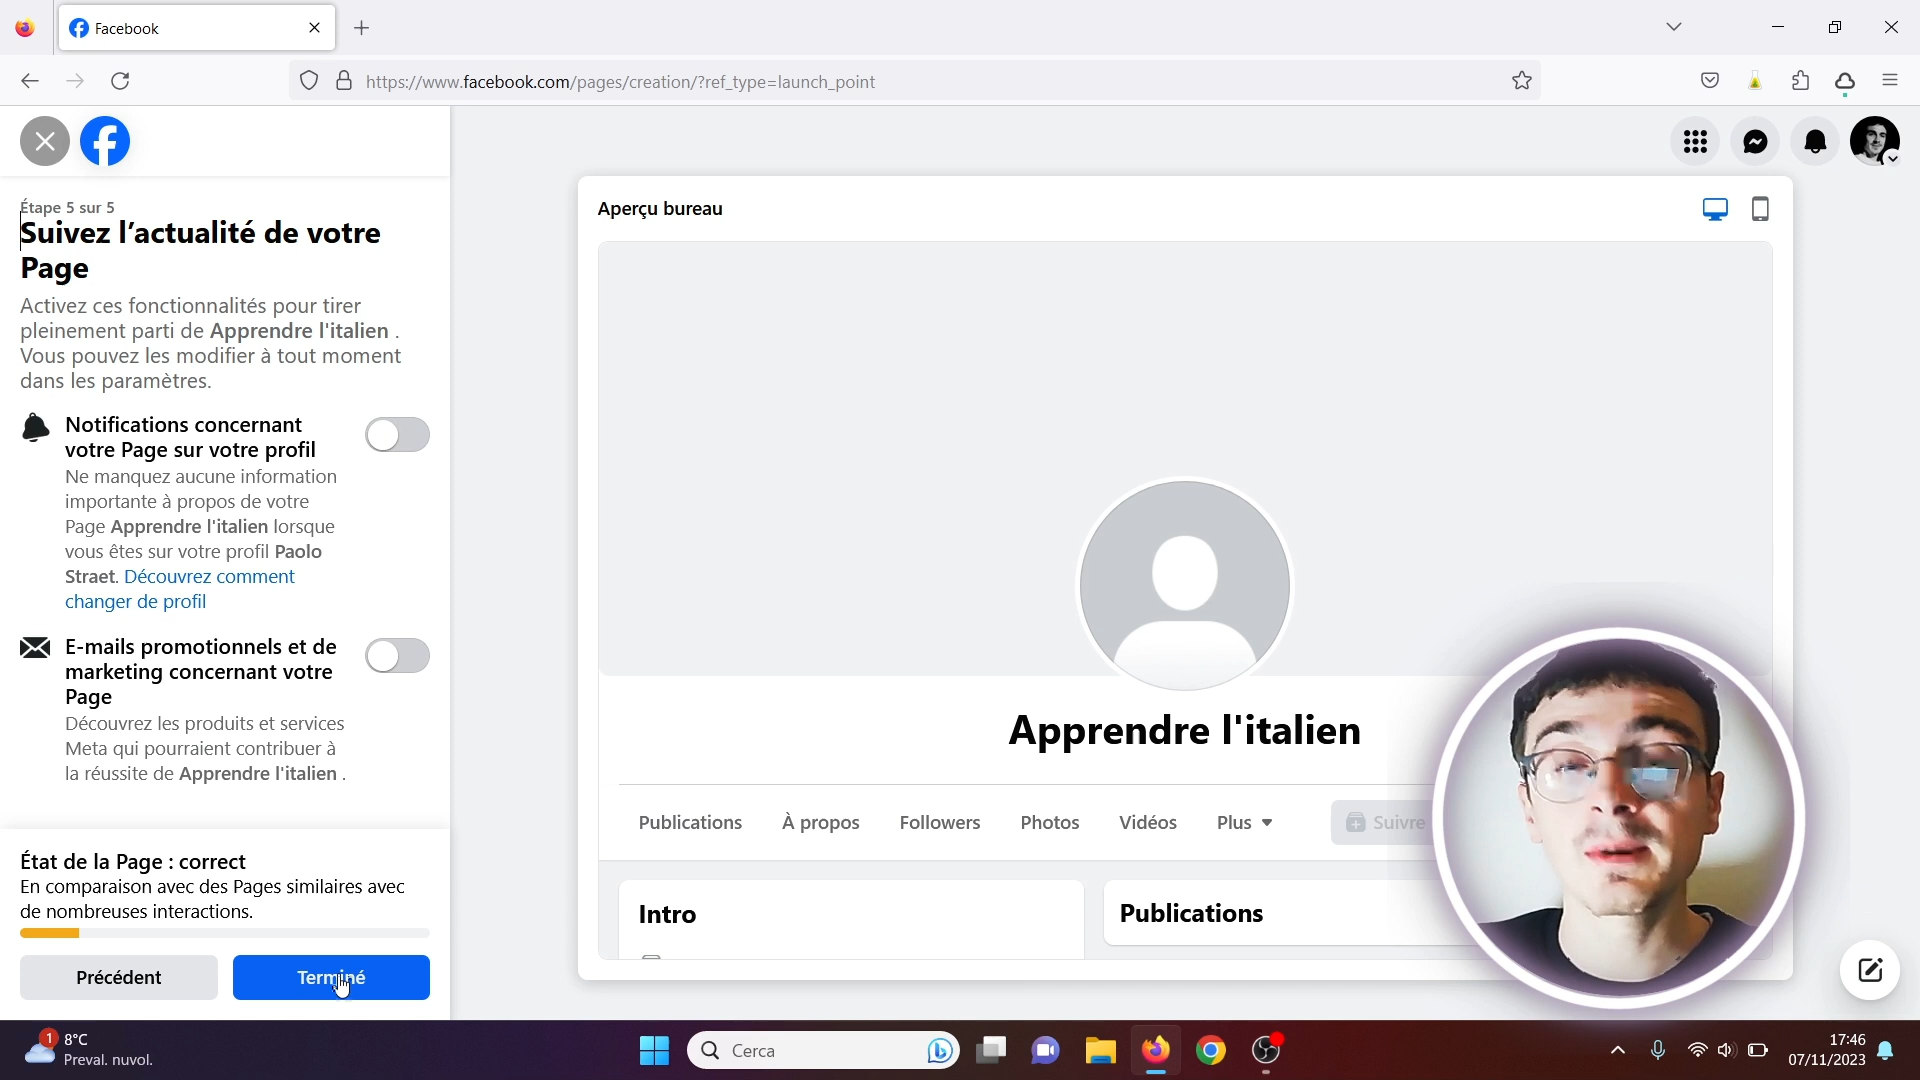 Facebook
https://www.facebook.com/pages/creation/?ref_type=launch_point
Étape 5 sur 5
Suivez l’actualité de votre
Page
Activez ces fonctionnalités pour tirer
pleinement parti de Apprendre l'italien .
Vous pouvez les modifier à tout moment
dans les paramètres.
Notifications concernant
votre Page sur votre profil
Ne manquez aucune information
importante à propos de votre
Page Apprendre l'italien lorsque
vous êtes sur votre profil Paolo
Straet. Découvrez comment
changer de profil
E-mails promotionnels et de
marketing concernant votre
Page
Découvrez les produits et services
Meta qui pourraient contribuer à
la réussite de Apprendre l'italien .
État de la Page : correct
En comparaison avec des Pages similaires avec
de nombreuses interactions.
Précédent
Terminé
Aperçu bureau
Apprendre l'italien
Publications
À propos
Followers
Photos
Vidéos
Plus
Suivre
Intro
Publications
1
8°C
Preval. nuvol.
Cerca
17:46
07/11/2023